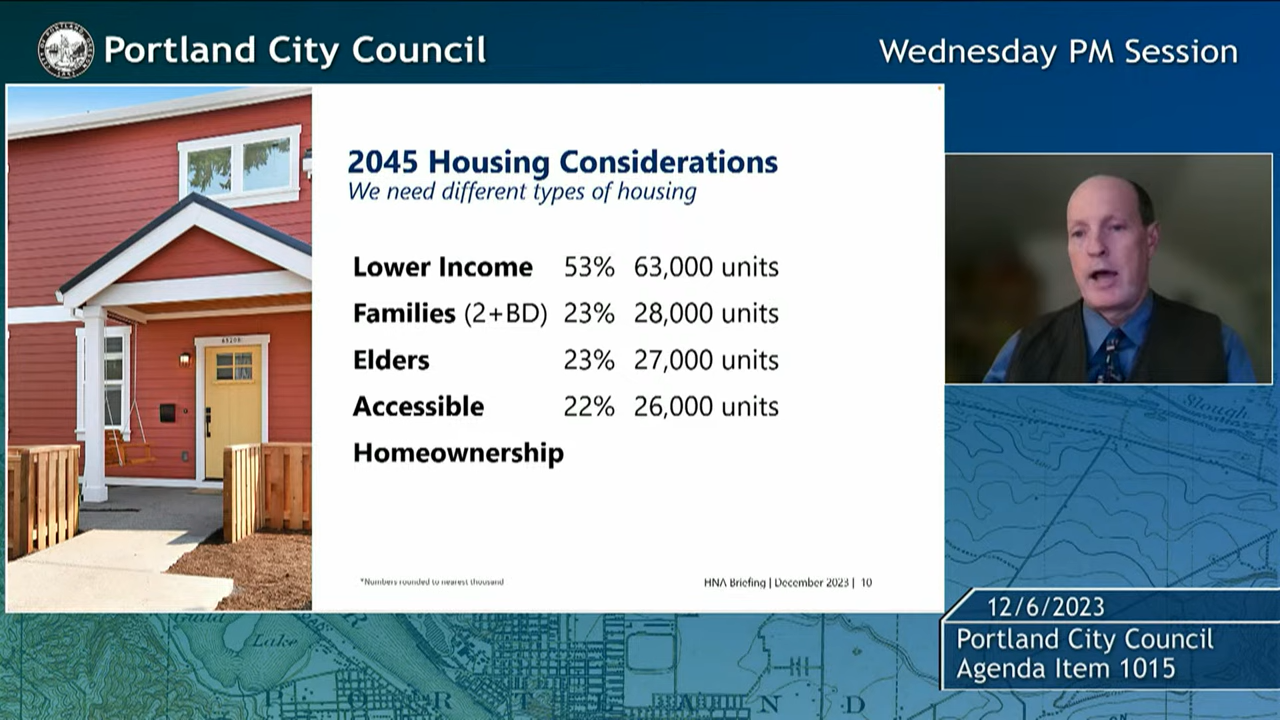 Portland City Council
Wednesday PM Session
2045 Housing Considerations
We need different types of housing
Lower Income 53% 63,000 units
Families (2+BD) 23% 28,000 units
Elders 23% 27,000 units
Accessible 22% 26,000 units
Homeownership
*Numbers rounded to nearest thousand
HNA Briefing | December 2023 | 10
Slough
12/6/2023
Portland City Council
Agenda Item 1015
Guild
Lake
P O R T L A N D